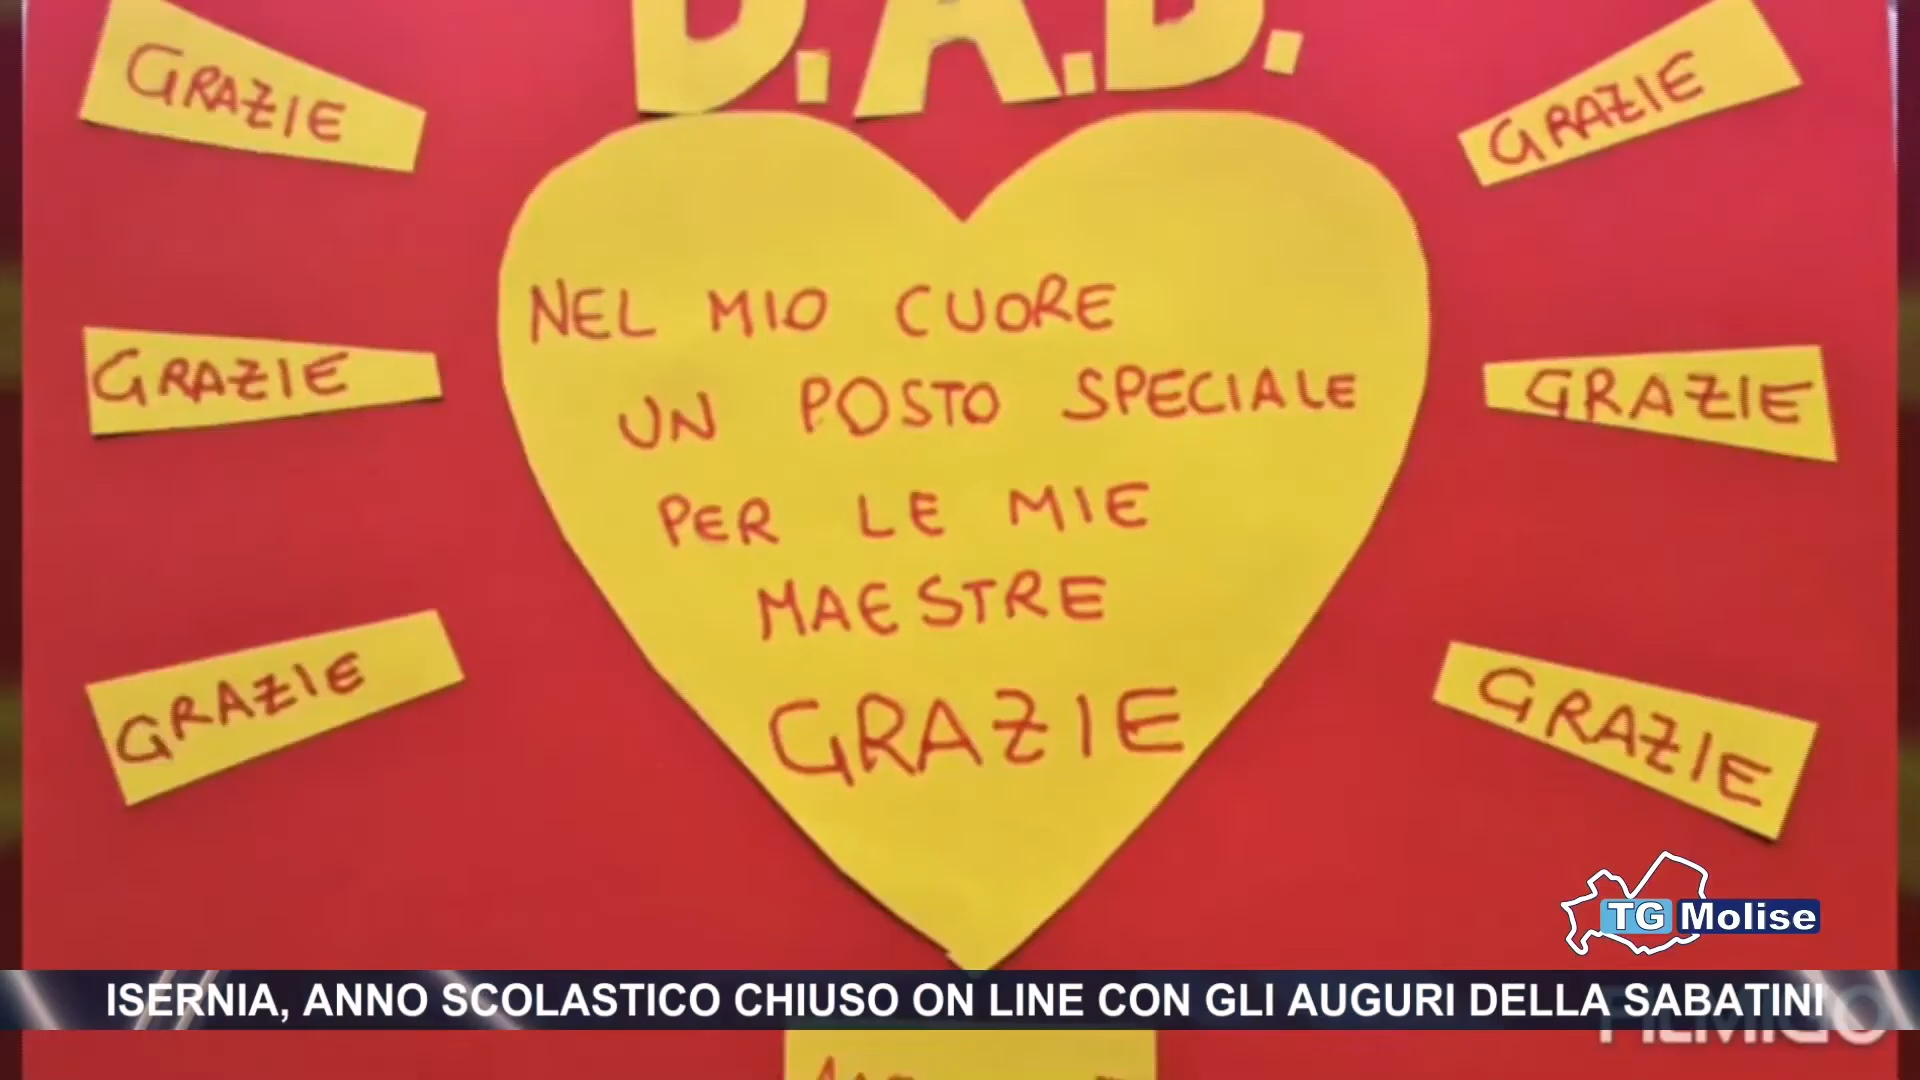 D.A.D.
GRAZIE
GRAZIE
NEL MIO CUORE
UN POSTO SPECIALE
PER LE MIE
MAESTRE
GRAZIE
GRAZIE
GRAZIE
GRAZIE
GRAZIE
TG Molise
ISERNIA, ANNO SCOLASTICO CHIUSO ON LINE CON GLI AUGURI DELLA SABATINI
FILMIGO